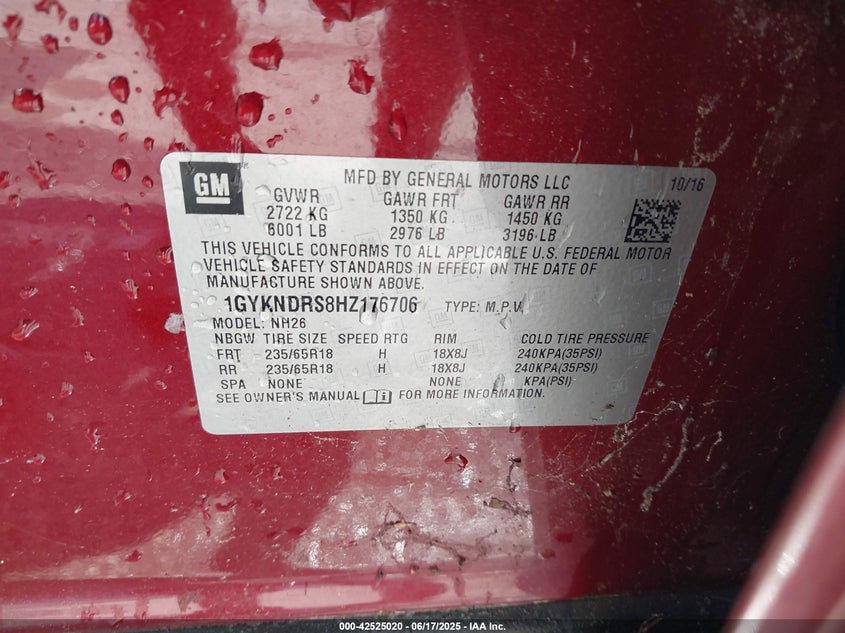 GM
MFD BY GENERAL MOTORS LLC 10/16
GVWR GAWR FRT GAWR RR
2722 KG 1350 KG 1450 KG
6001 LB 2976 LB 3196 LB
THIS VEHICLE CONFORMS TO ALL APPLICABLE U.S. FEDERAL MOTOR
VEHICLE SAFETY STANDARDS IN EFFECT ON THE DATE OF
MANUFACTURE SHOWN ABOVE.
1GYKNDRS8HZ176706 TYPE: M.P.V.
MODEL: NH26
NBGW TIRE SIZE SPEED RTG RIM COLD TIRE PRESSURE
FRT 235/65R18 H 18X8J 240KPA(35PSI)
RR 235/65R18 H 18X8J 240KPA(35PSI)
SPA NONE NONE KPA(PSI)
SEE OWNER'S MANUAL FOR MORE INFORMATION.
000-42525020 - 06/17/2025 - IAA Inc.